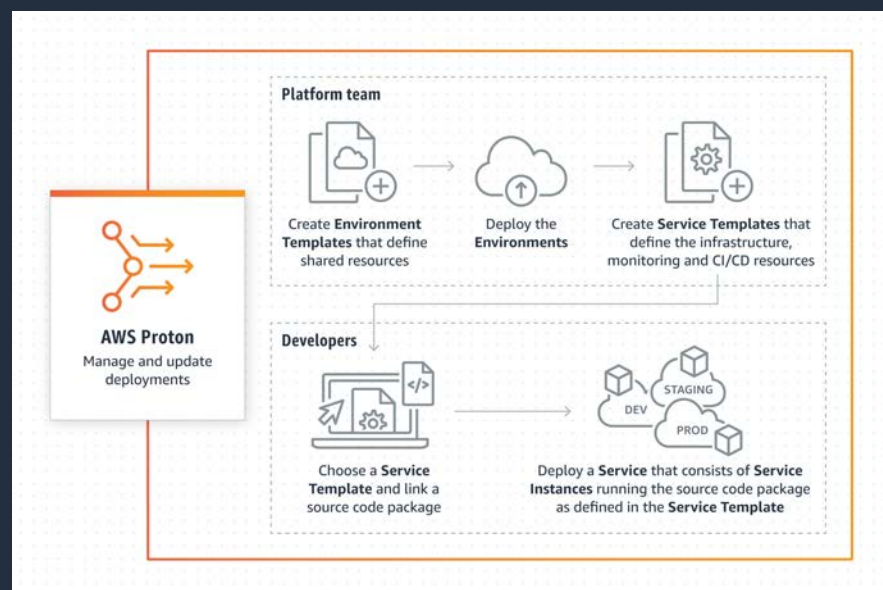 Platform team
Create Environment
Templates that define
shared resources
Deploy the
Environments
Create Service Templates that
define the infrastructure,
monitoring and CI/CD resources
AWS Proton
Manage and update
deployments
Developers
</>
DEV
STAGING
PROD
Choose a Service
Template and link a
source code package
Deploy a Service that consists of Service
Instances running the source code package
as defined in the Service Template